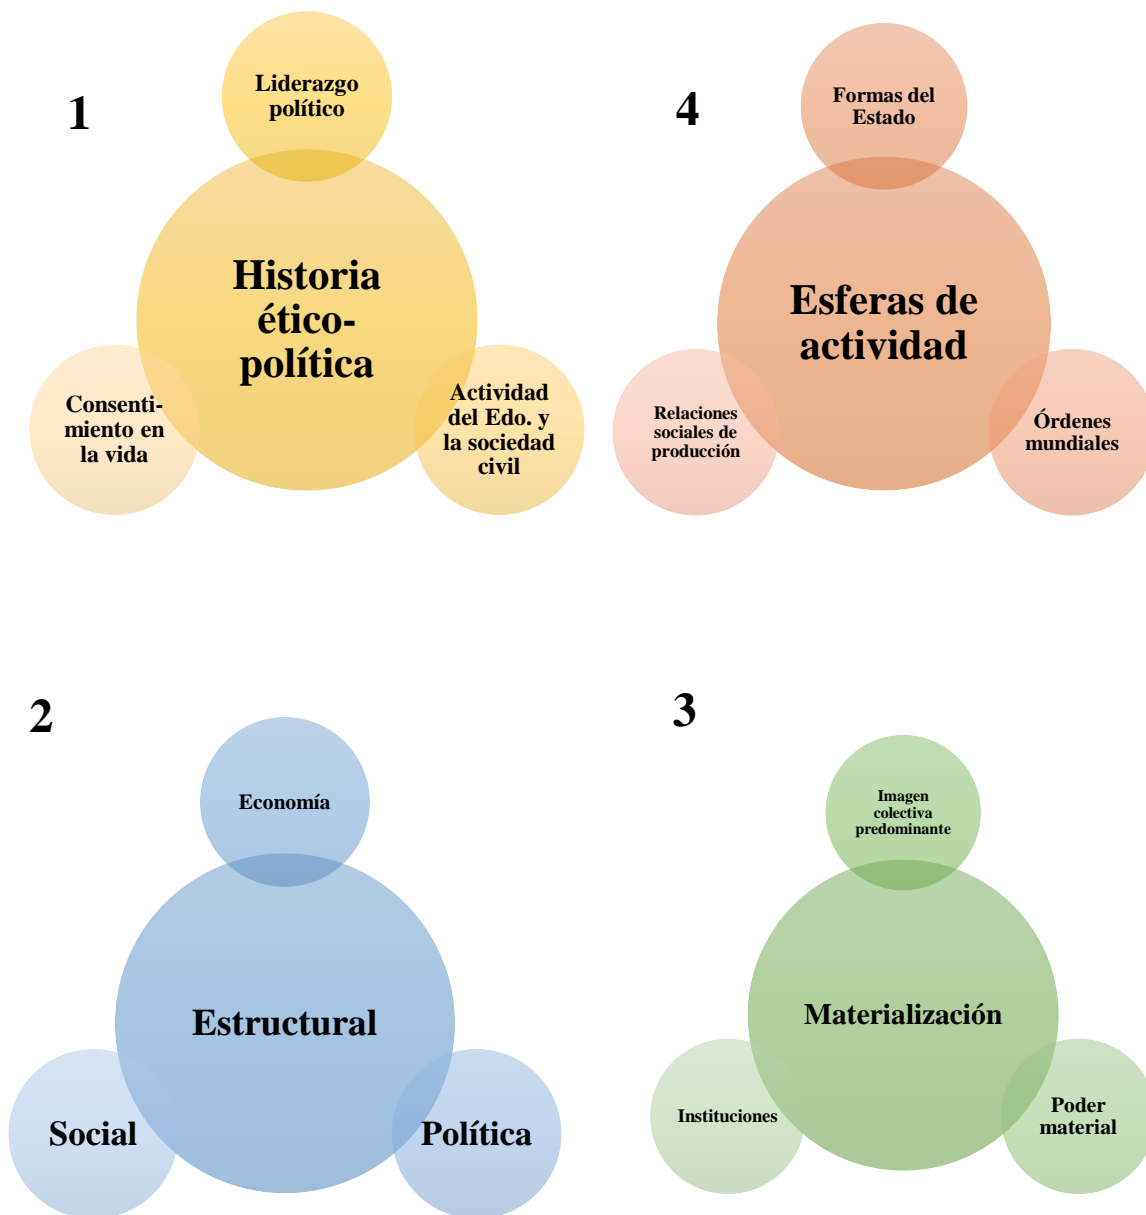 1
Liderazgo
político
Historia
ético-
política
Consenti-
miento en
la vida
Actividad
del Edo. y
la sociedad
civil
4
Formas del
Estado
Esferas de
actividad
Relaciones
sociales de
producción
Órdenes
mundiales
2
Economía
Estructural
Social
Política
3
Imagen
colectiva
predominante
Materialización
Instituciones
Poder
material